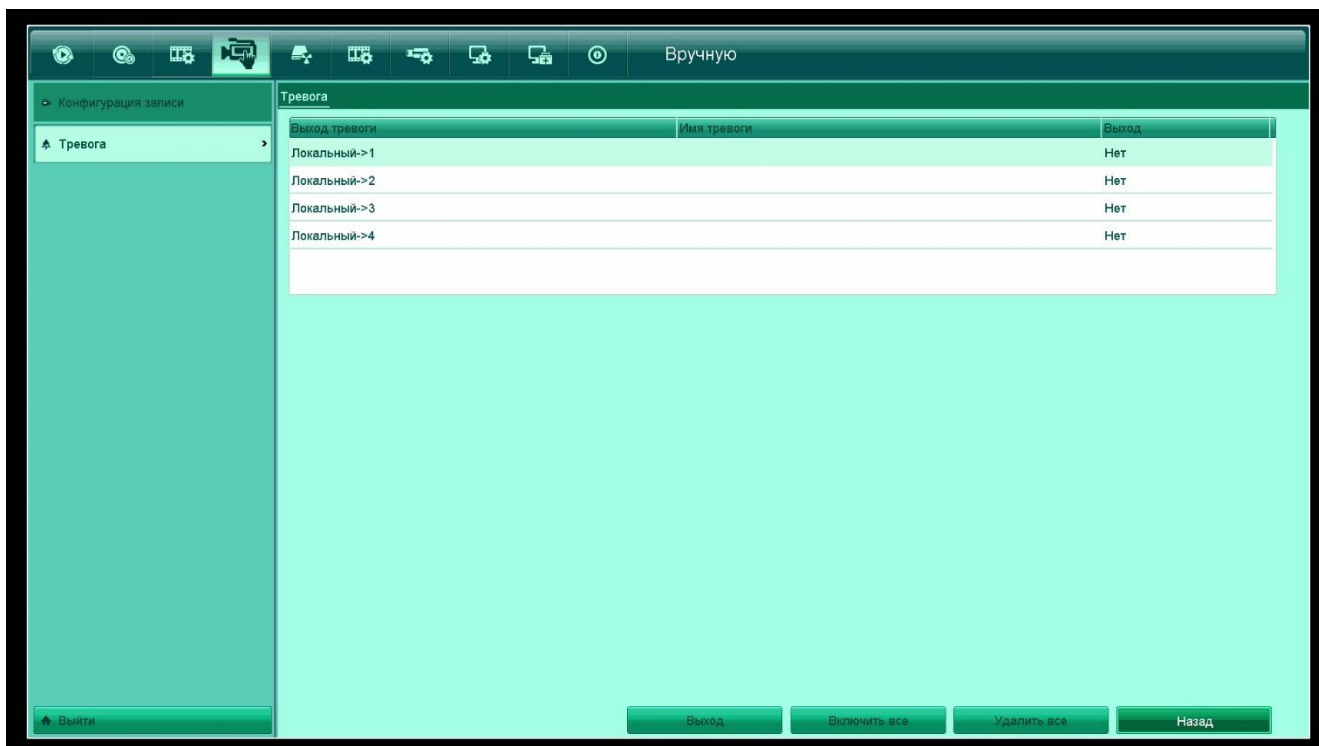 Вручную
Конфигурация записи
Тревога
Выйти
Тревога
Выход тревоги Имя тревоги Выход
Локальный->1 Нет
Локальный->2 Нет
Локальный->3 Нет
Локальный->4 Нет
Выход Включить все Удалить все Назад